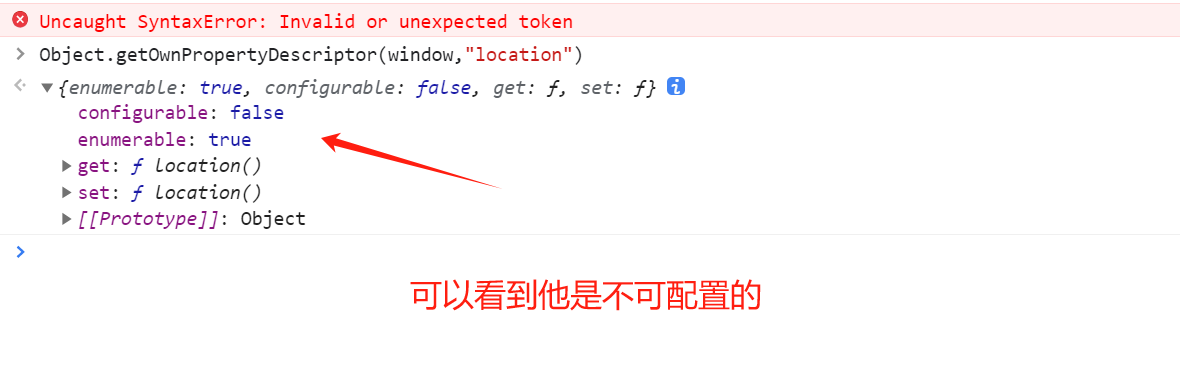 Uncaught SyntaxError: Invalid or unexpected token
> Object.getOwnPropertyDescriptor(window,"location")
{enumerable: true, configurable: false, get: ƒ, set: ƒ} i
configurable: false
enumerable: true
get: ƒ location()
set: ƒ location()
[[Prototype]]: Object
>
可以看到他是不可配置的